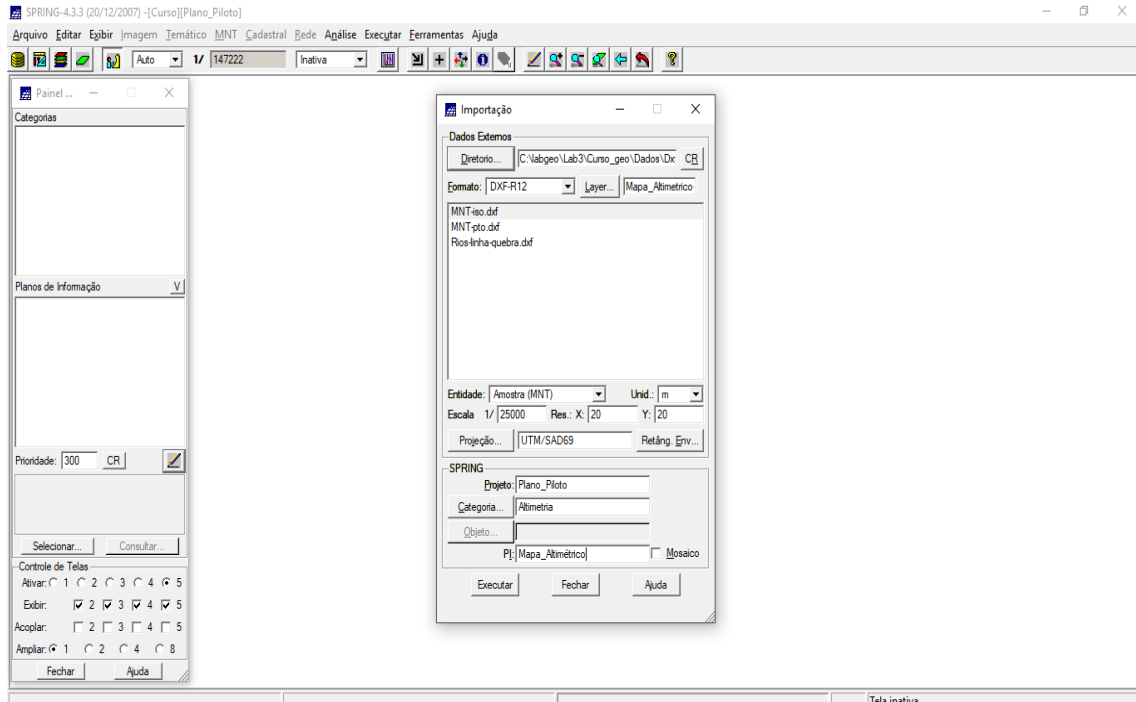 SPRING-4.3.3 (20/12/2007) -[Curso][Plano_Piloto]
Arquivo Editar Exibir Imagem Temático MNT Cadastral Rede Análise Executar Ferramentas Ajuda
Auto 1/ 147222 Inativa
Painel ...
Categorias
Planos de Informação V
Prioridade: 300 CR
Selecionar... Consultar...
Controle de Telas
Ativar: 1 2 3 4 5
Exibir: 2 3 4 5
Acoplar: 2 3 4 5
Ampliar: 1 2 4 8
Fechar Ajuda
Importação
Dados Externos
Diretorio... C:\labgeo\Lab3\Curso_geo\Dados\Dx CR
Formato: DXF-R12 Layer... Mapa_Altimetrico
MNT-iso.dxf
MNT-pto.dxf
Rios-linha-quebra.dxf
Entidade: Amostra (MNT) Unid.: m
Escala 1/ 25000 Res.: X: 20 Y: 20
Projeção... UTM/SAD69 Retâng. Env...
SPRING
Projeto: Plano_Piloto
Categoria... Altimetria
Objeto...
PI: Mapa_Altimétrico Mosaico
Executar Fechar Ajuda
Tela inativa